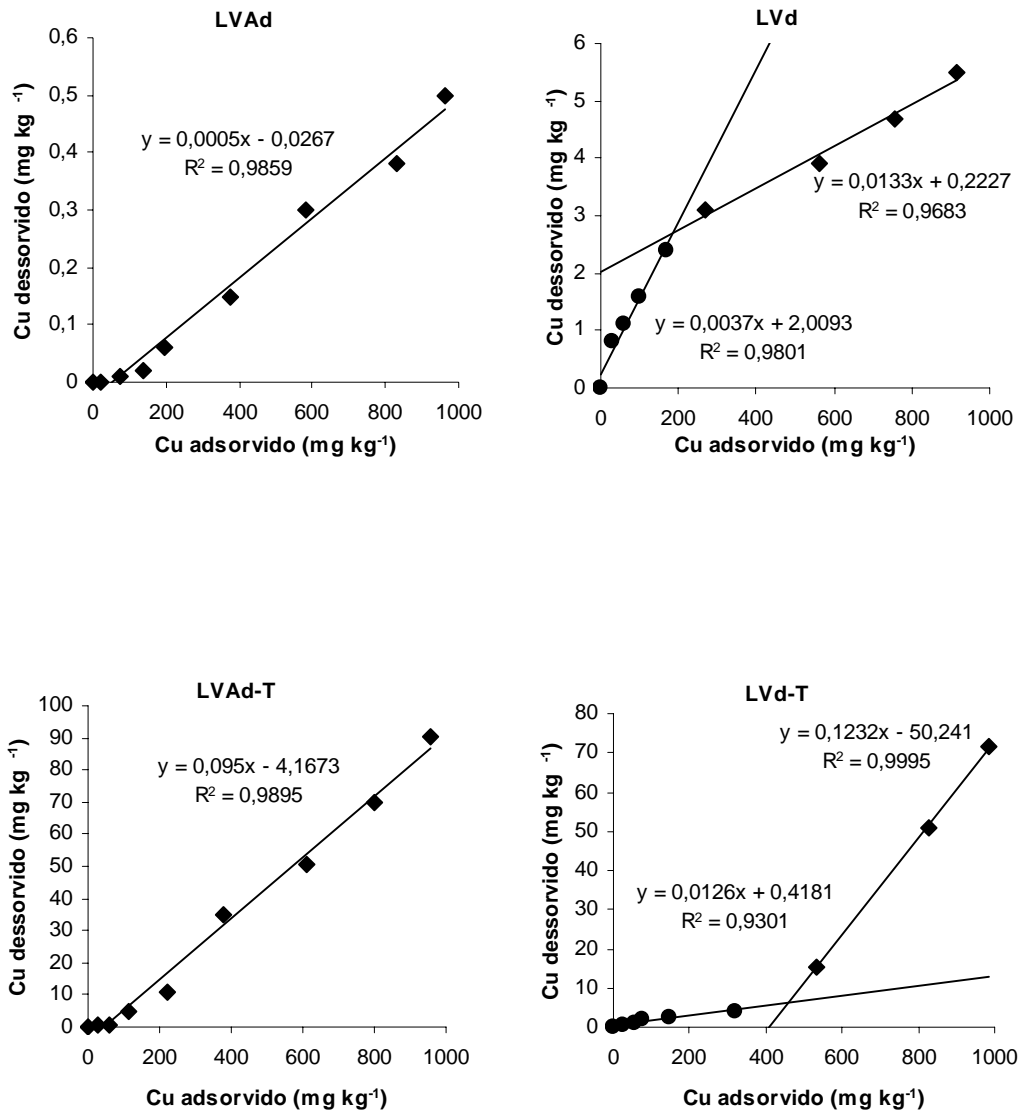 LVAd
0,6
0,5
0,4
0,3
0,2
0,1
0
Cu dessorvido (mg kg -1)
y = 0,0005x - 0,0267
R2 = 0,9859
0 200 400 600 800 1000
Cu adsorvido (mg kg-1)
LVd
6
5
4
3
2
1
0
Cu dessorvido (mg kg -1)
y = 0,0133x + 0,2227
R2 = 0,9683
y = 0,0037x + 2,0093
R2 = 0,9801
0 200 400 600 800 1000
Cu adsorvido (mg kg-1)
LVAd-T
100
90
80
70
60
50
40
30
20
10
0
Cu dessorvido (mg kg -1)
y = 0,095x - 4,1673
R2 = 0,9895
0 200 400 600 800 1000
Cu adsorvido (mg kg-1)
LVd-T
80
70
60
50
40
30
20
10
0
Cu dessorvido (mg kg -1)
y = 0,1232x - 50,241
R2 = 0,9995
y = 0,0126x + 0,4181
R2 = 0,9301
0 200 400 600 800 1000
Cu adsorvido (mg kg-1)